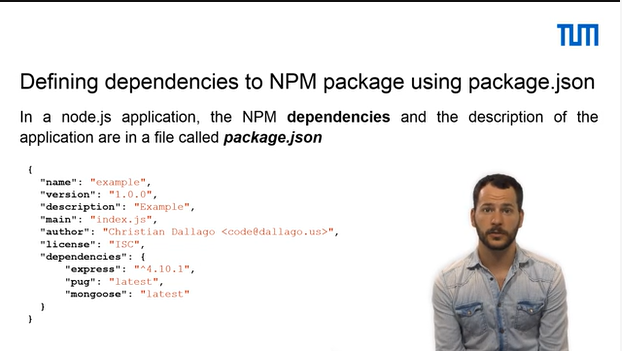 TUM
Defining dependencies to NPM package using package.json
In a node.js application, the NPM dependencies and the description of the
application are in a file called package.json
{
"name": "example",
"version": "1.0.0",
"description": "Example",
"main": "index.js",
"author": "Christian Dallago <code@dallago.us>",
"license": "ISC",
"dependencies": {
"express": "^4.10.1",
"pug": "latest",
"mongoose": "latest"
}
}